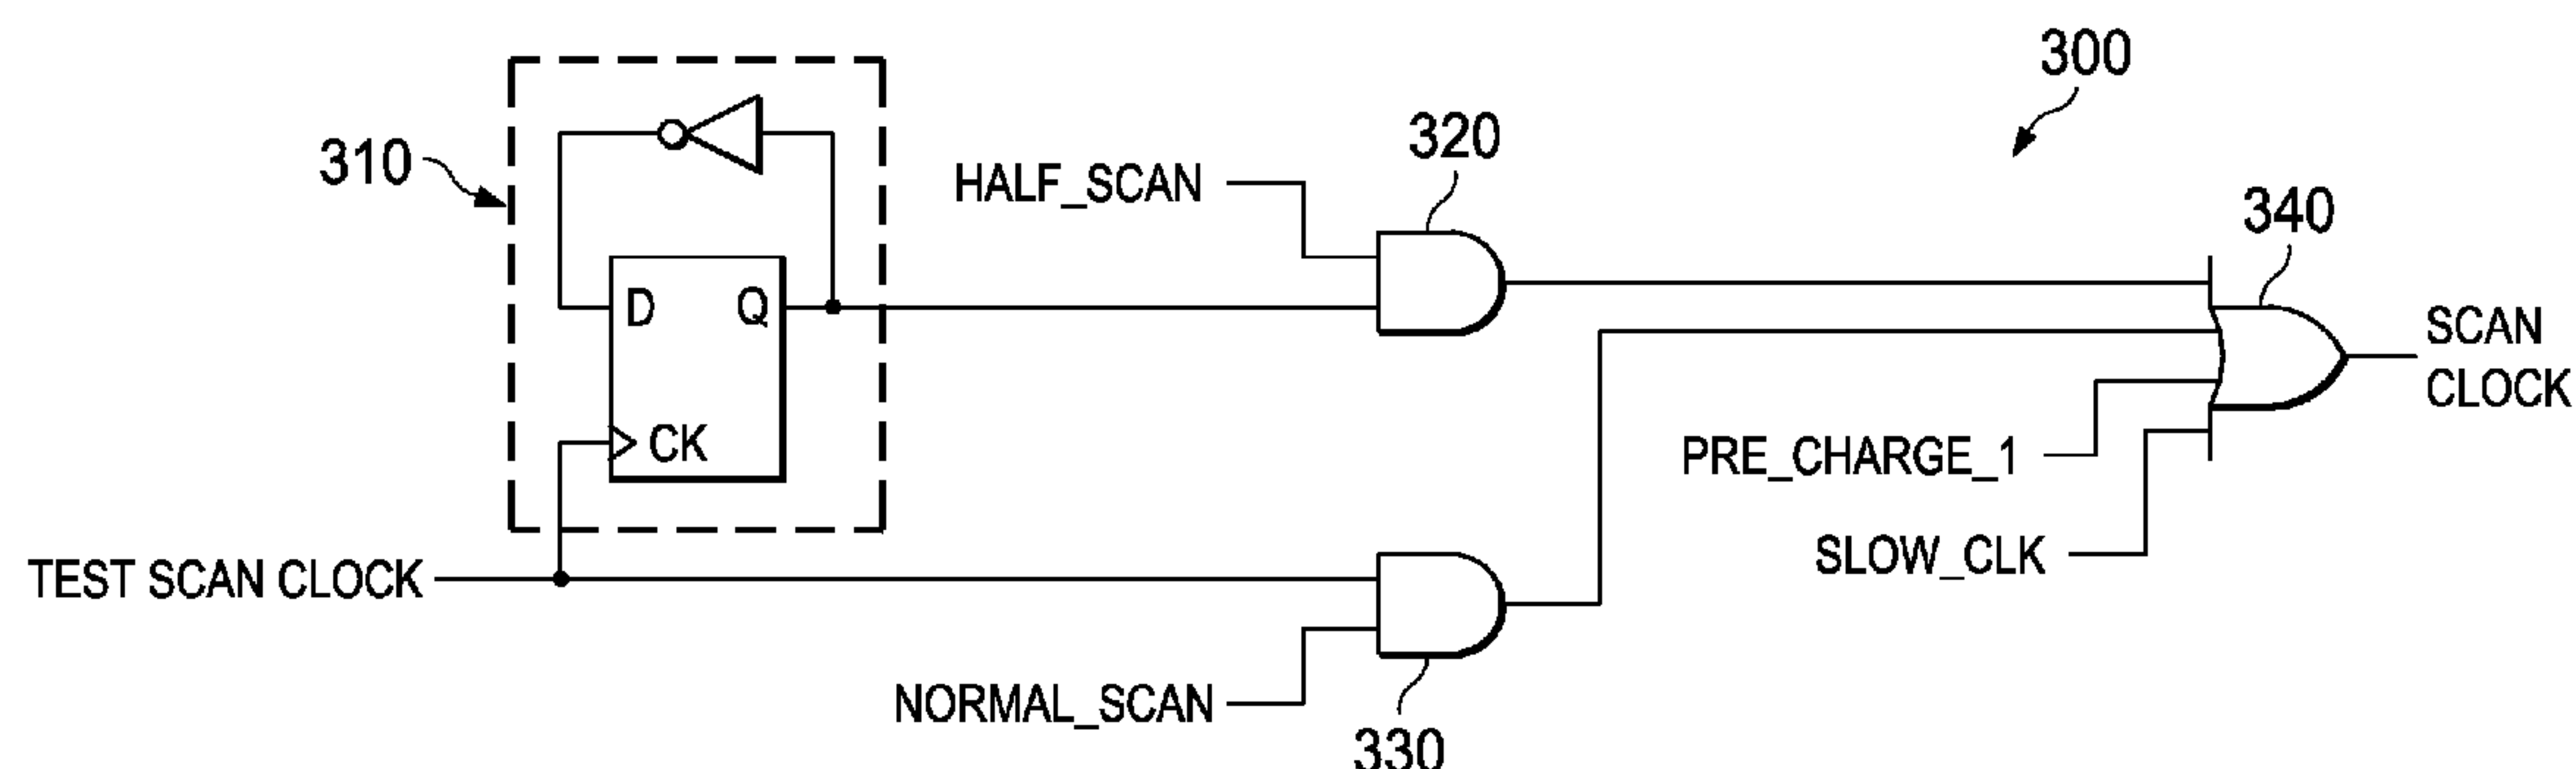 300
310
HALF_SCAN
320
340
D
Q
CK
SCAN
CLOCK
PRE_CHARGE_1
SLOW_CLK
TEST SCAN CLOCK
NORMAL_SCAN
330